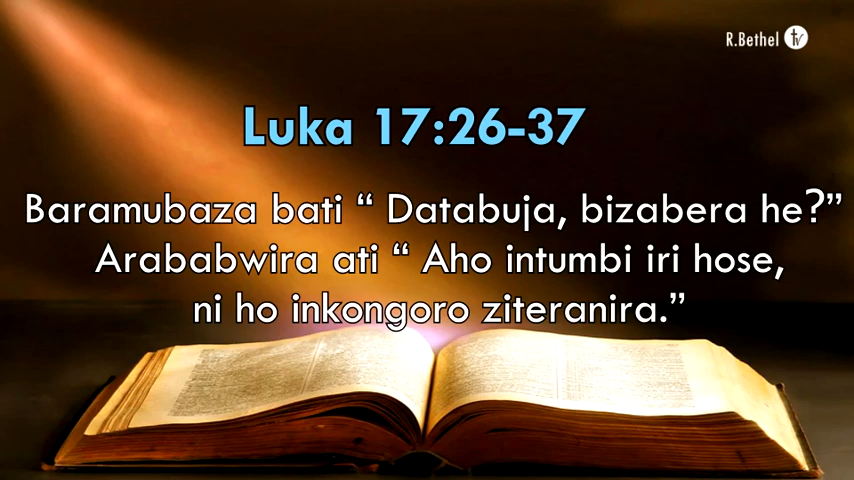 R.Bethel tv
Luka 17:26-37
Baramubaza bati “ Databuja, bizabera he?”
Arababwira ati “ Aho intumbi iri hose,
ni ho inkongoro ziteranira.”